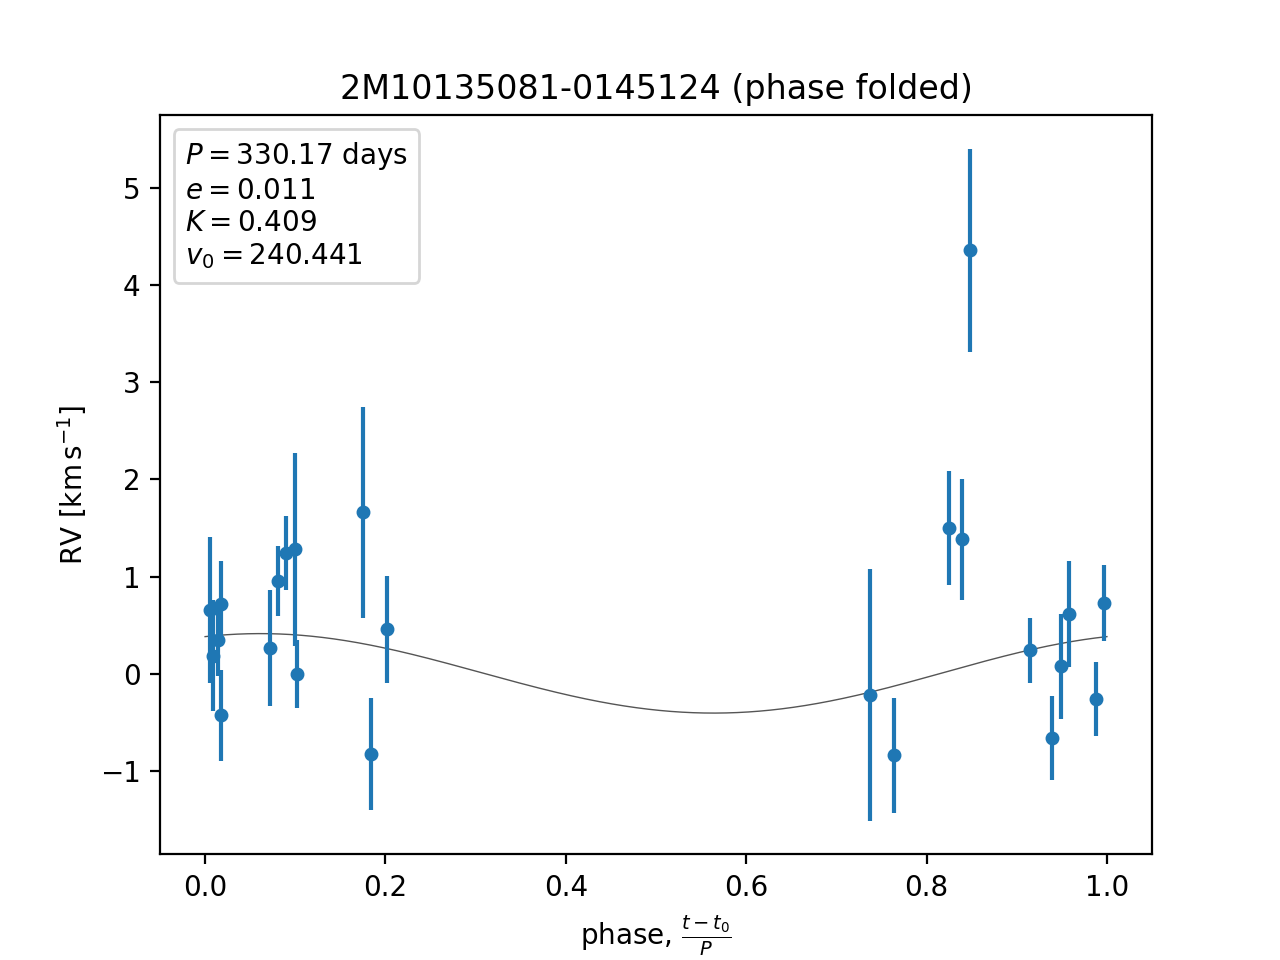 2M10135081-0145124 (phase folded)
P = 330.17 days
e = 0.011
K = 0.409
v₀ = 240.441
5
4
3
2
1
0
−1
RV [km s⁻¹]
0.0 0.2 0.4 0.6 0.8 1.0
phase, (t − t₀)/P